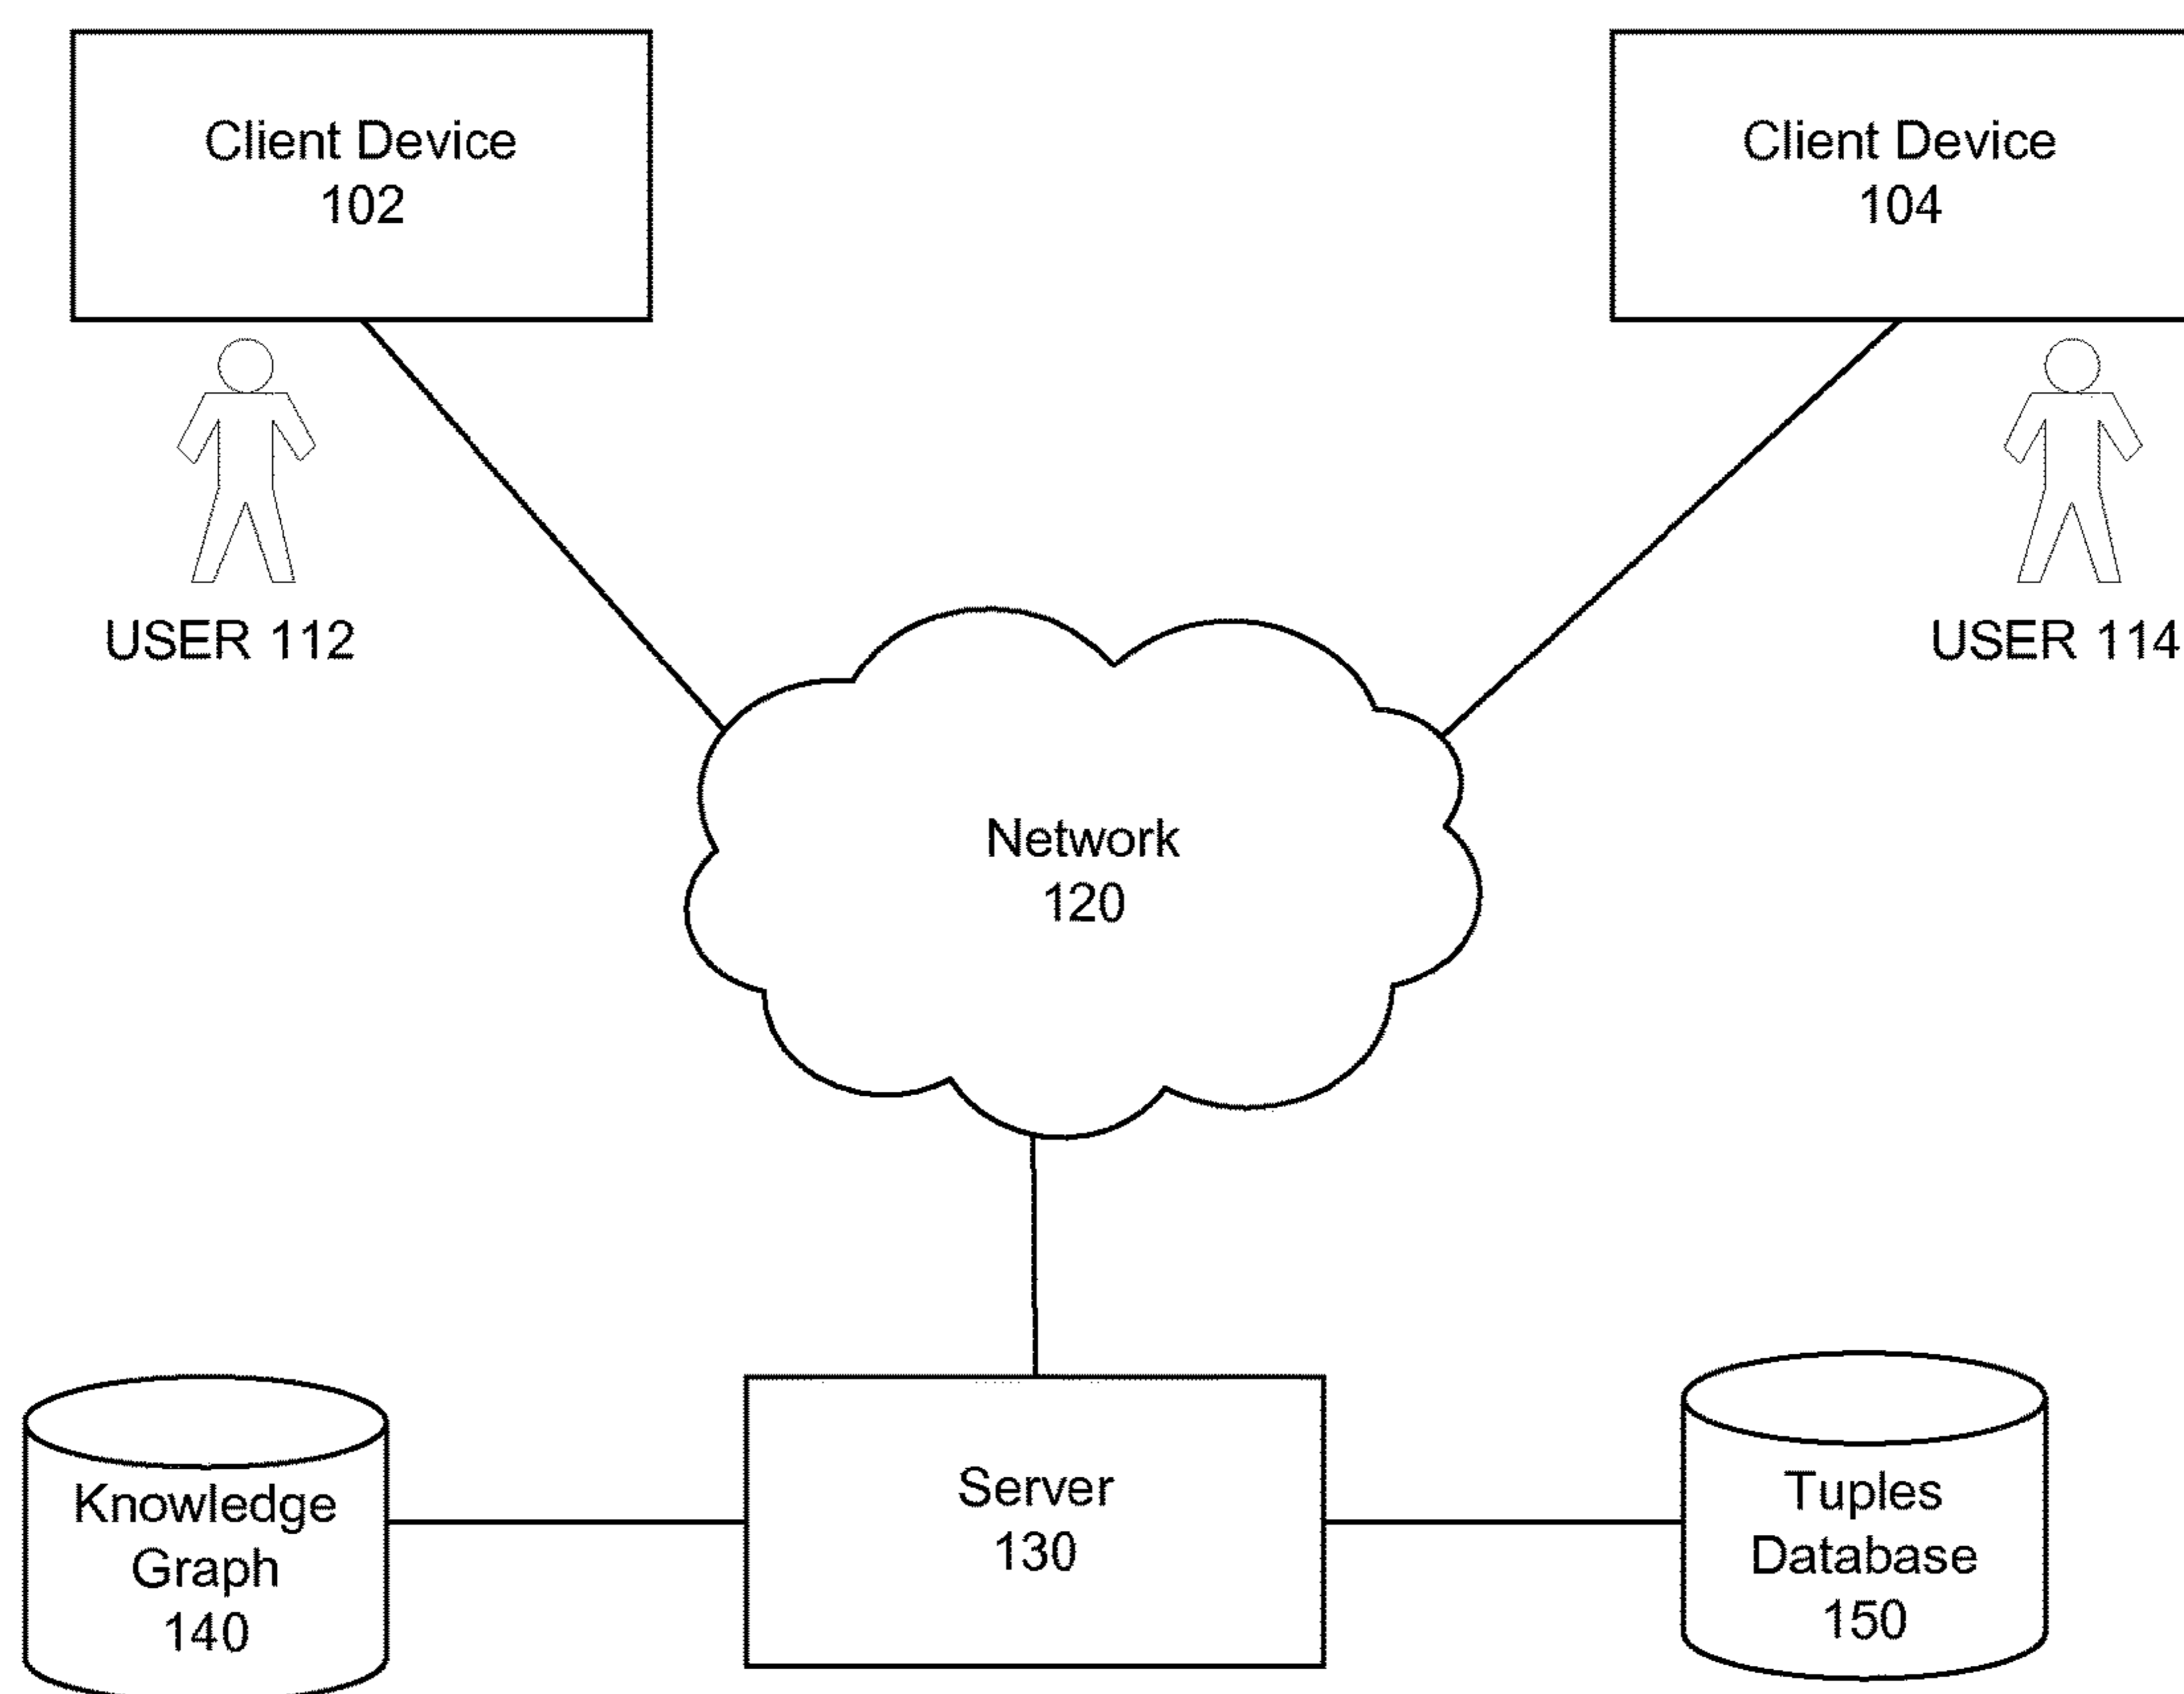 Client Device
102
Client Device
104
USER 112
USER 114
Network
120
Knowledge
Graph
140
Server
130
Tuples
Database
150